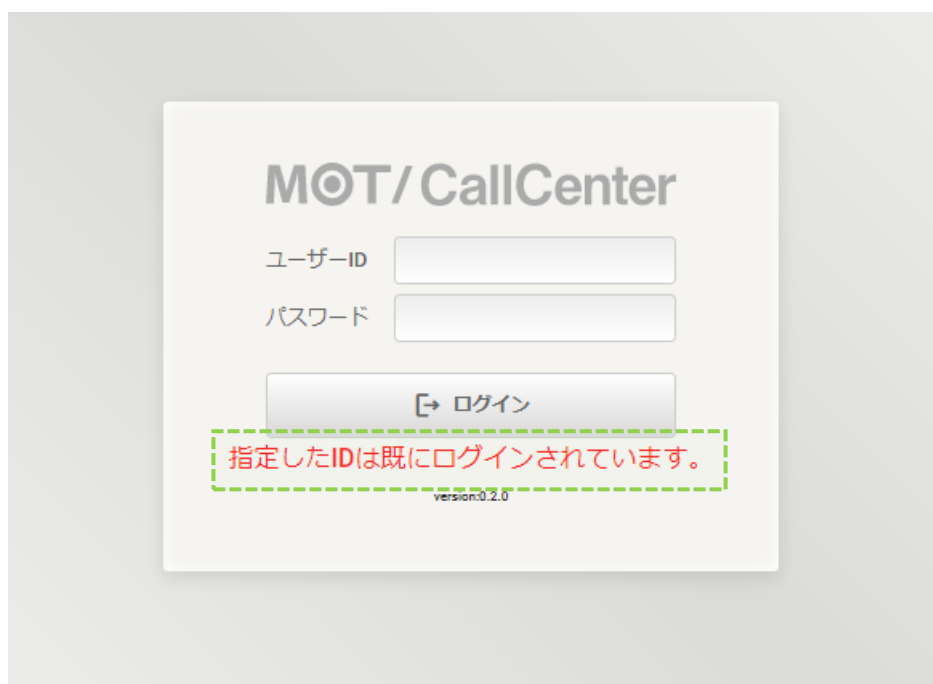 MOT/CallCenter
ユーザーID
パスワード
ログイン
指定したIDは既にログインされています。
version:0.2.0